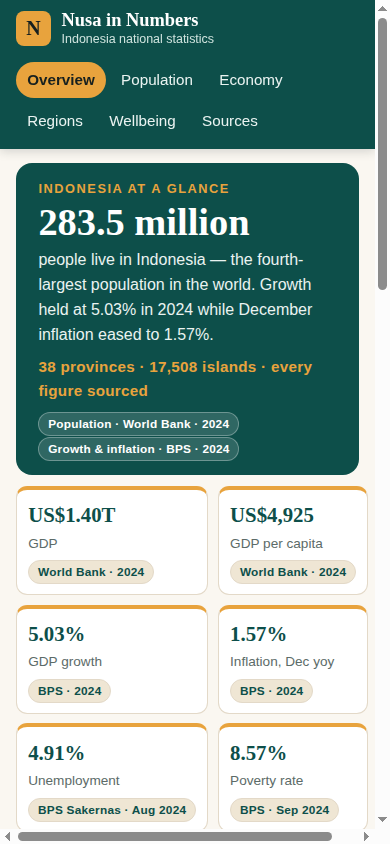 N
Nusa in Numbers
Indonesia national statistics
Overview Population Economy
Regions Wellbeing Sources
INDONESIA AT A GLANCE
283.5 million
people live in Indonesia — the fourth-
largest population in the world. Growth
held at 5.03% in 2024 while December
inflation eased to 1.57%.
38 provinces · 17,508 islands · every
figure sourced
Population · World Bank · 2024
Growth & inflation · BPS · 2024
US$1.40T
GDP
World Bank · 2024
US$4,925
GDP per capita
World Bank · 2024
5.03%
GDP growth
BPS · 2024
1.57%
Inflation, Dec yoy
BPS · 2024
4.91%
Unemployment
BPS Sakernas · Aug 2024
8.57%
Poverty rate
BPS · Sep 2024